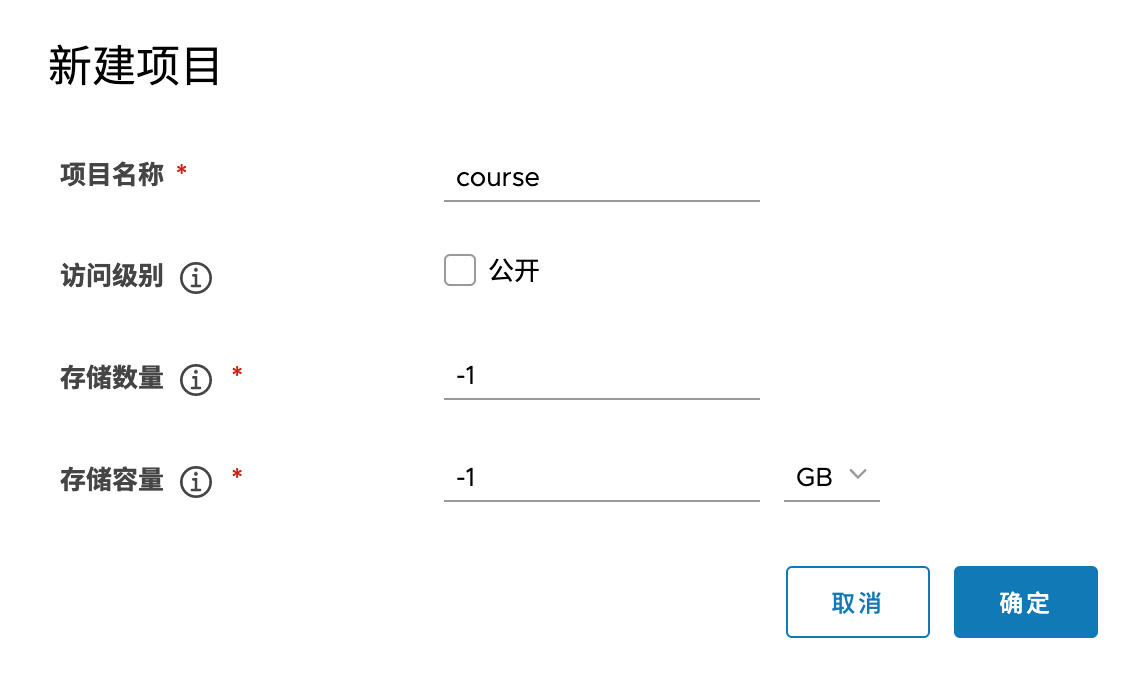 新建项目
项目名称 * course
访问级别 公开
存储数量 * -1
存储容量 * -1 GB
取消 确定